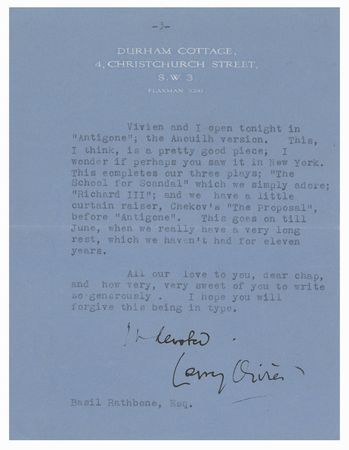 -3-
DURHAM COTTAGE,
4, CHRISTCHURCH STREET,
S.W.3.
FLAXMAN
Vivien and I open tonight in
"Antigone"; the Anouilh version. This,
I think, is a pretty good piece; I
wonder if perhaps you saw it in New York.
This completes our three plays; "The
School for Scandal" which we simply adore;
"Richard III"; and we have a little
curtain raiser, Chekov's "The Proposal",
before "Antigone". This goes on till
June, when we really have a very long
rest, which we haven't had for eleven
years.
All our love to you, dear chap,
and how very, very sweet of you to write
so generously. I hope you will
forgive this being in type.
devoted
Larry Olivier
Basil Rathbone, Esq.